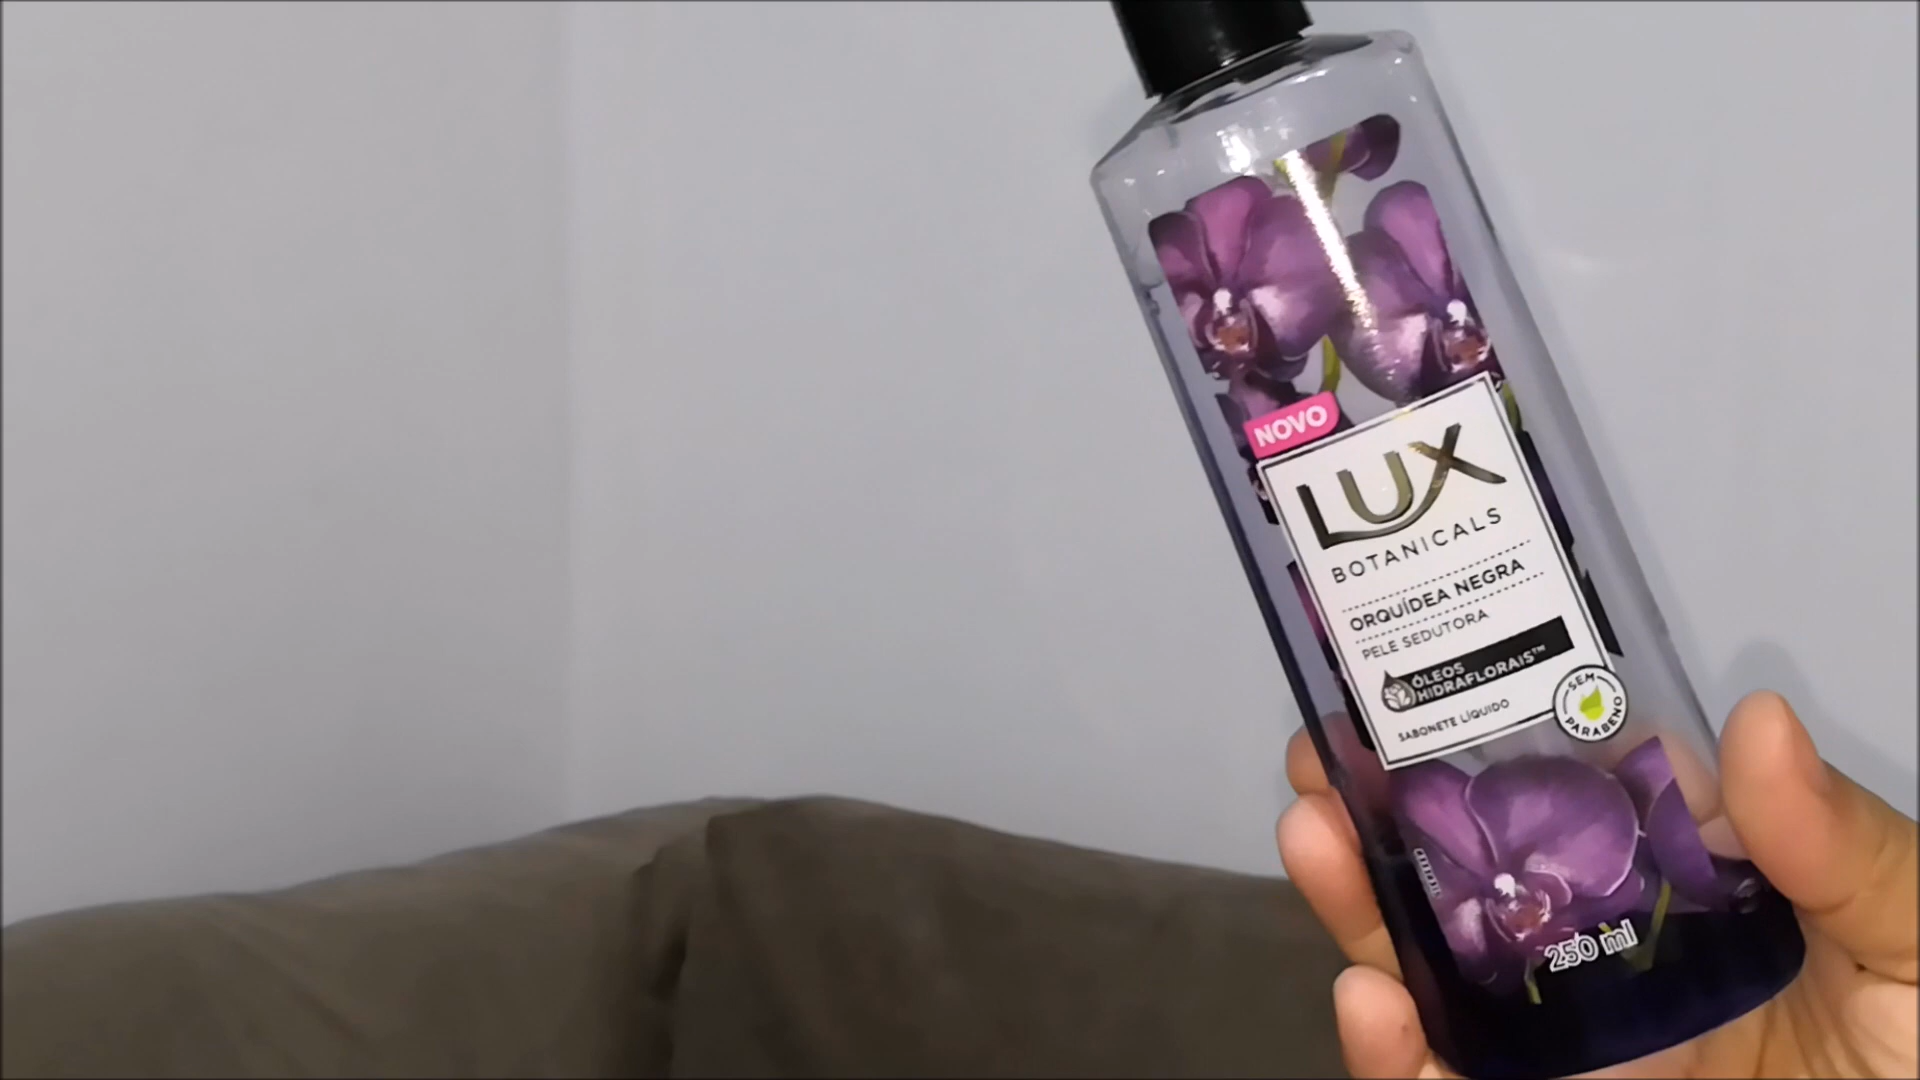 NOVO
LUX
BOTANICALS
ORQUÍDEA NEGRA
PELE SEDUTORA
ÓLEOS
HIDRAFLORAIS™
SABONETE LÍQUIDO
SEM
PARABENO
250 ml